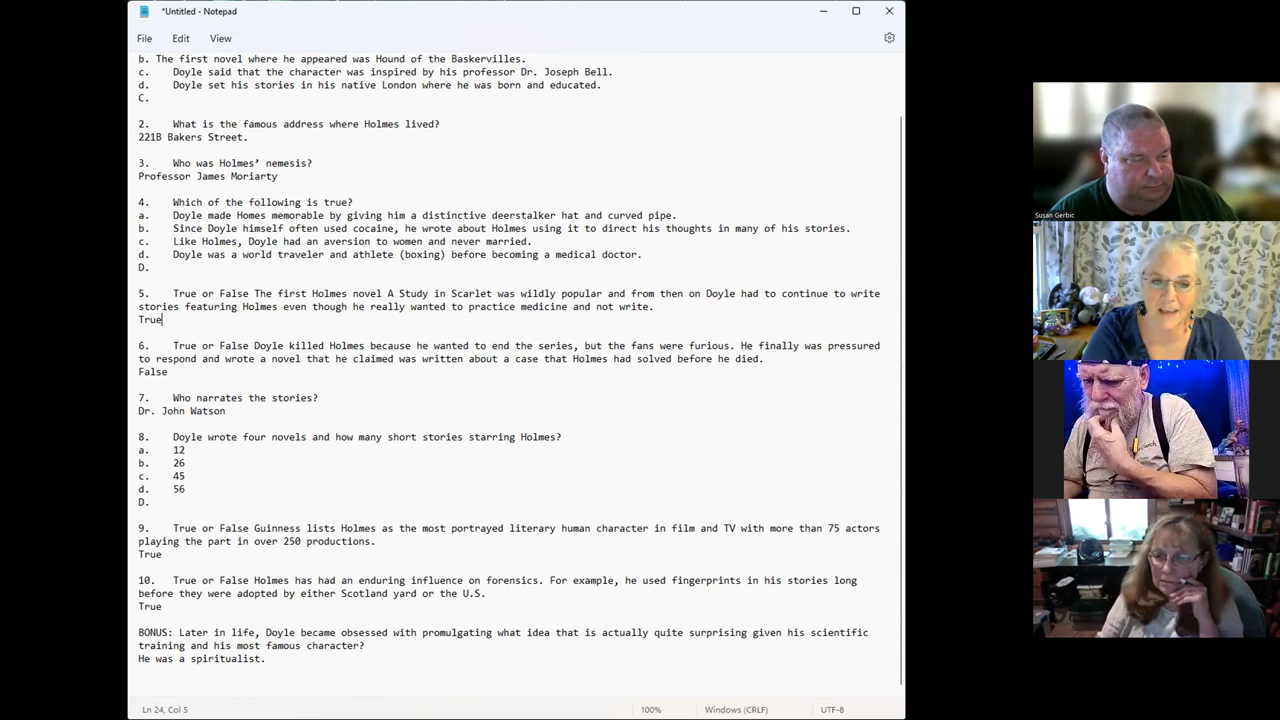 *Untitled - Notepad
File Edit View
b. The first novel where he appeared was Hound of the Baskervilles.
c. Doyle said that the character was inspired by his professor Dr. Joseph Bell.
d. Doyle set his stories in his native London where he was born and educated.
C.
2. What is the famous address where Holmes lived?
221B Bakers Street.
3. Who was Holmes’ nemesis?
Professor James Moriarty
4. Which of the following is true?
a. Doyle made Homes memorable by giving him a distinctive deerstalker hat and curved pipe.
b. Since Doyle himself often used cocaine, he wrote about Holmes using it to direct his thoughts in many of his stories.
c. Like Holmes, Doyle had an aversion to women and never married.
d. Doyle was a world traveler and athlete (boxing) before becoming a medical doctor.
D.
5. True or False The first Holmes novel A Study in Scarlet was wildly popular and from then on Doyle had to continue to write
stories featuring Holmes even though he really wanted to practice medicine and not write.
True
6. True or False Doyle killed Holmes because he wanted to end the series, but the fans were furious. He finally was pressured
to respond and wrote a novel that he claimed was written about a case that Holmes had solved before he died.
False
7. Who narrates the stories?
Dr. John Watson
8. Doyle wrote four novels and how many short stories starring Holmes?
a. 12
b. 26
c. 45
d. 56
D.
9. True or False Guinness lists Holmes as the most portrayed literary human character in film and TV with more than 75 actors
playing the part in over 250 productions.
True
10. True or False Holmes has had an enduring influence on forensics. For example, he used fingerprints in his stories long
before they were adopted by either Scotland yard or the U.S.
True
BONUS: Later in life, Doyle became obsessed with promulgating what idea that is actually quite surprising given his scientific
training and his most famous character?
He was a spiritualist.
Ln 24, Col 5 100% Windows (CRLF) UTF-8
Susan Gerbic